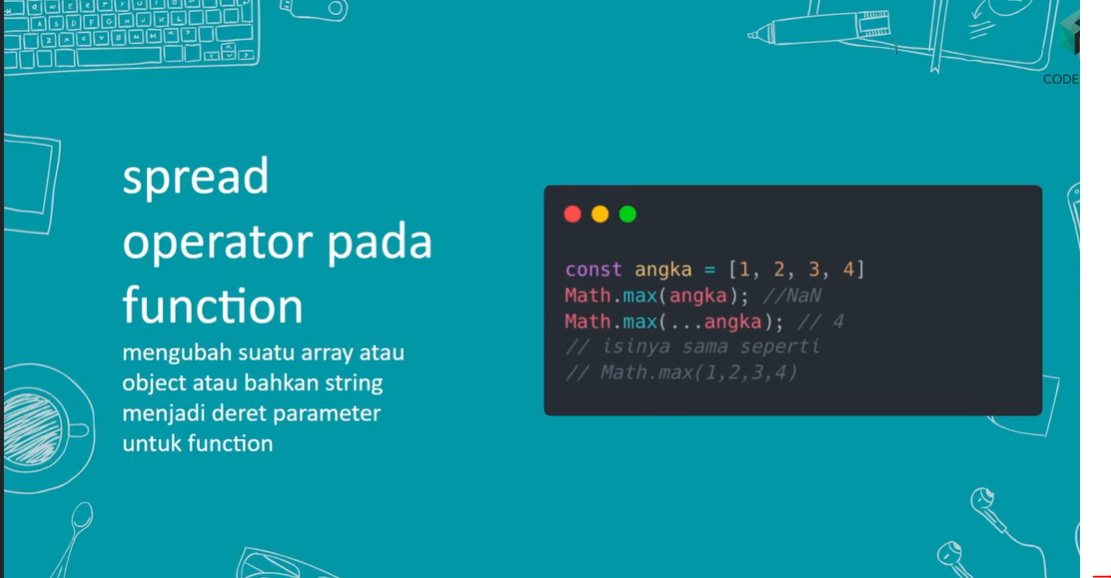 CODE
spread
operator pada
function
mengubah suatu array atau
object atau bahkan string
menjadi deret parameter
untuk function
const angka = [1, 2, 3, 4]
Math.max(angka); //NaN
Math.max(...angka); // 4
// isinya sama seperti
// Math.max(1,2,3,4)